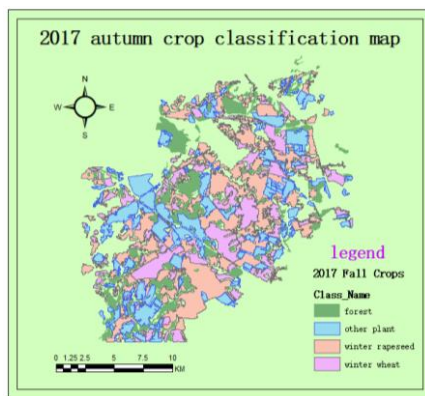 2017 autumn crop classification map
N
W E
S
legend
2017 Fall Crops
Class_Name
forest
other plant
winter rapeseed
winter wheat
0 1.25 2.5 5 7.5 10
KM